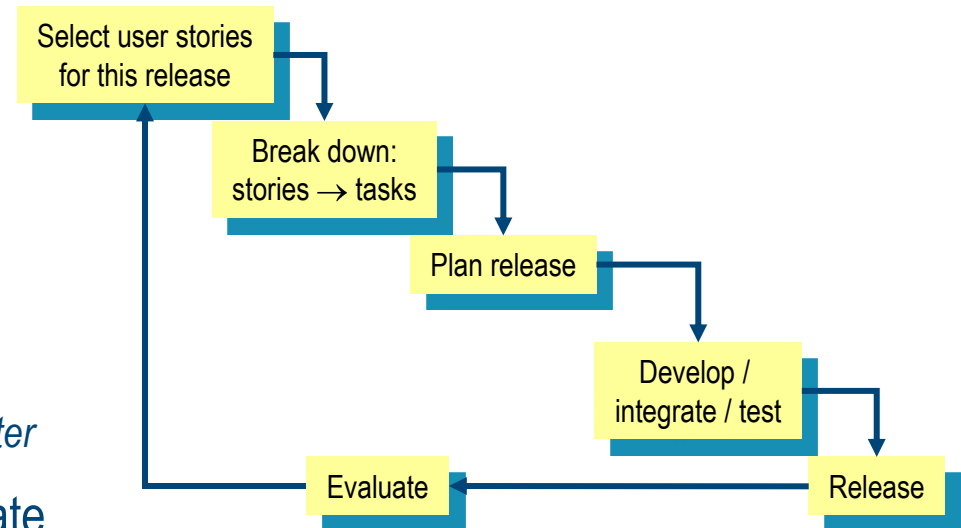 Select user stories
for this release
Break down:
stories → tasks
Plan release
Develop /
integrate / test
Evaluate
Release